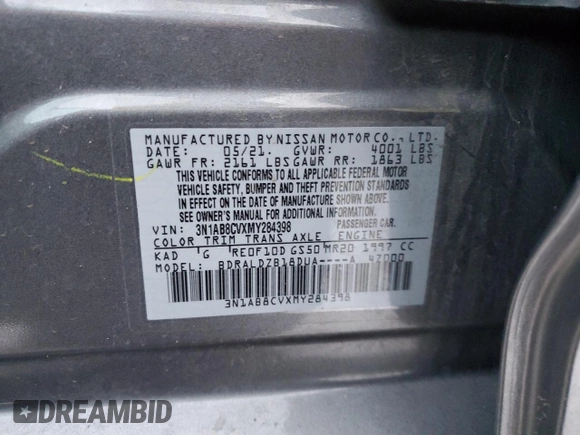 MANUFACTURED BY NISSAN MOTOR CO., LTD.
DATE: 05/21. GVWR: 4001 LBS
GAWR FR: 2161 LBS GAWR RR: 1863 LBS
THIS VEHICLE CONFORMS TO ALL APPLICABLE FEDERAL MOTOR
VEHICLE SAFETY, BUMPER AND THEFT PREVENTION STANDARDS
IN EFFECT ON THE DATE OF MANUFACTURE SHOWN ABOVE.
SEE OWNER'S MANUAL FOR ADDITIONAL INFORMATION.
VIN: 3N1AB8CVXMY284398 PASSENGER CAR.
COLOR TRIM TRANS AXLE ENGINE
KAD 'G RE0F10D GS50 MR20 1997 CC
MODEL: BDRALDZB18DUA----A 47000
3N1AB8CVXMY284398
DREAMBID